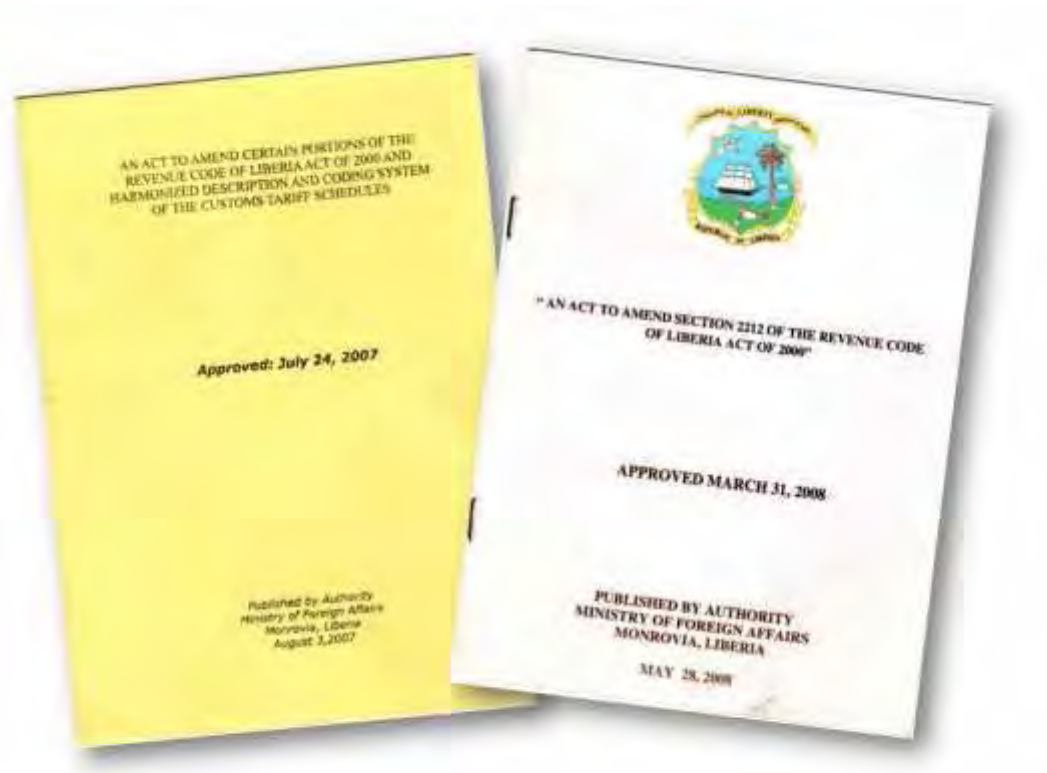 AN ACT TO AMEND CERTAIN PORTIONS OF THE
REVENUE CODE OF LIBERIA ACT OF 2000 AND
HARMONIZED DESCRIPTION AND CODING SYSTEM
OF THE CUSTOMS TARIFF SCHEDULES
Approved: July 24, 2007
Published by Authority
Ministry of Foreign Affairs
Monrovia, Liberia
August 3,2007
REPUBLIC OF LIBERIA
" AN ACT TO AMEND SECTION 2212 OF THE REVENUE CODE
OF LIBERIA ACT OF 2000"
APPROVED MARCH 31, 2008
PUBLISHED BY AUTHORITY
MINISTRY OF FOREIGN AFFAIRS
MONROVIA, LIBERIA
MAY 28, 2008